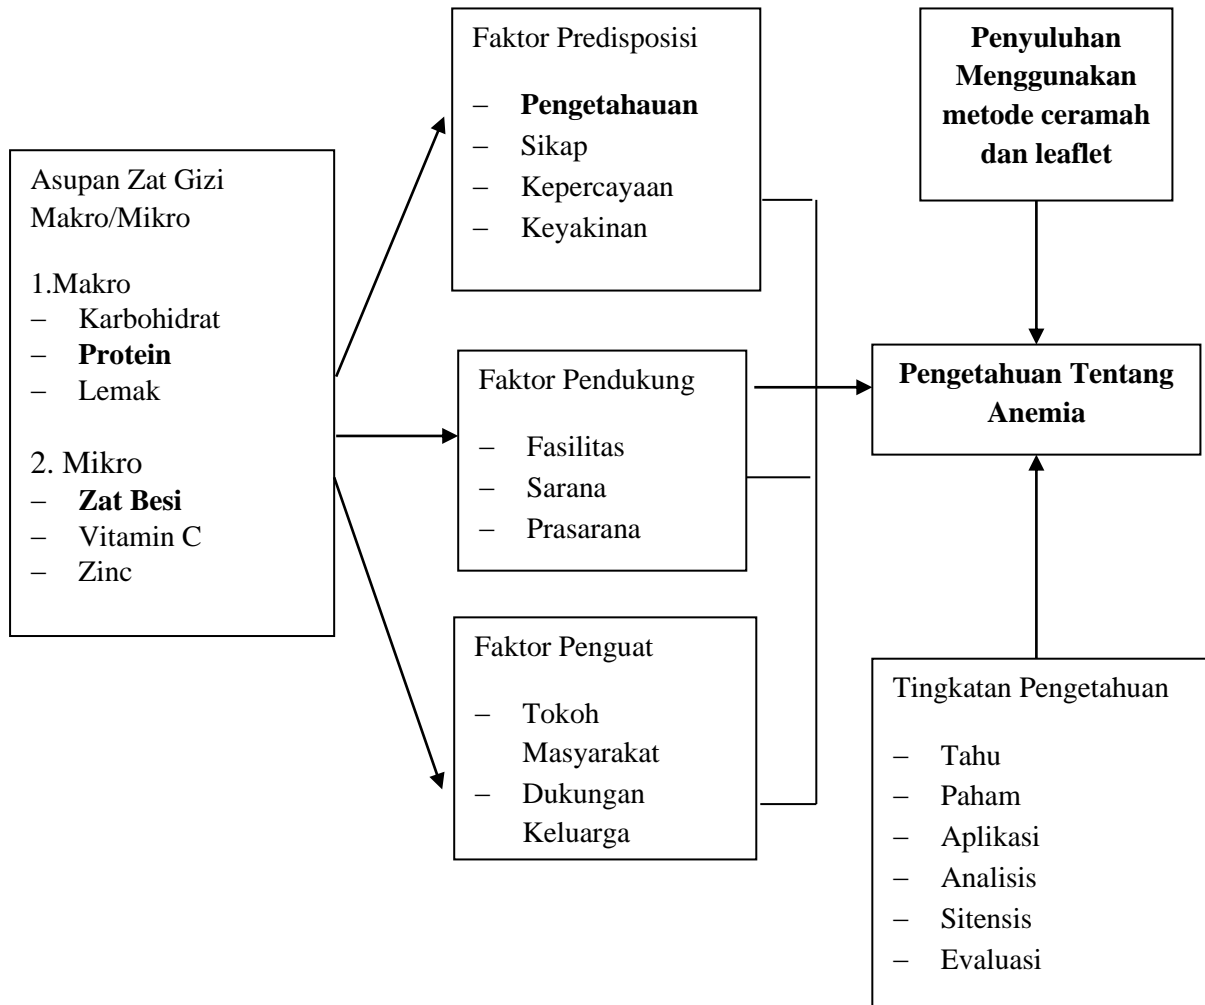 Asupan Zat Gizi
Makro/Mikro
1.Makro
– Karbohidrat
– Protein
– Lemak
2. Mikro
– Zat Besi
– Vitamin C
– Zinc
Faktor Predisposisi
– Pengetahauan
– Sikap
– Kepercayaan
– Keyakinan
Faktor Pendukung
– Fasilitas
– Sarana
– Prasarana
Faktor Penguat
– Tokoh
Masyarakat
– Dukungan
Keluarga
Penyuluhan
Menggunakan
metode ceramah
dan leaflet
Pengetahuan Tentang
Anemia
Tingkatan Pengetahuan
– Tahu
– Paham
– Aplikasi
– Analisis
– Sitensis
– Evaluasi